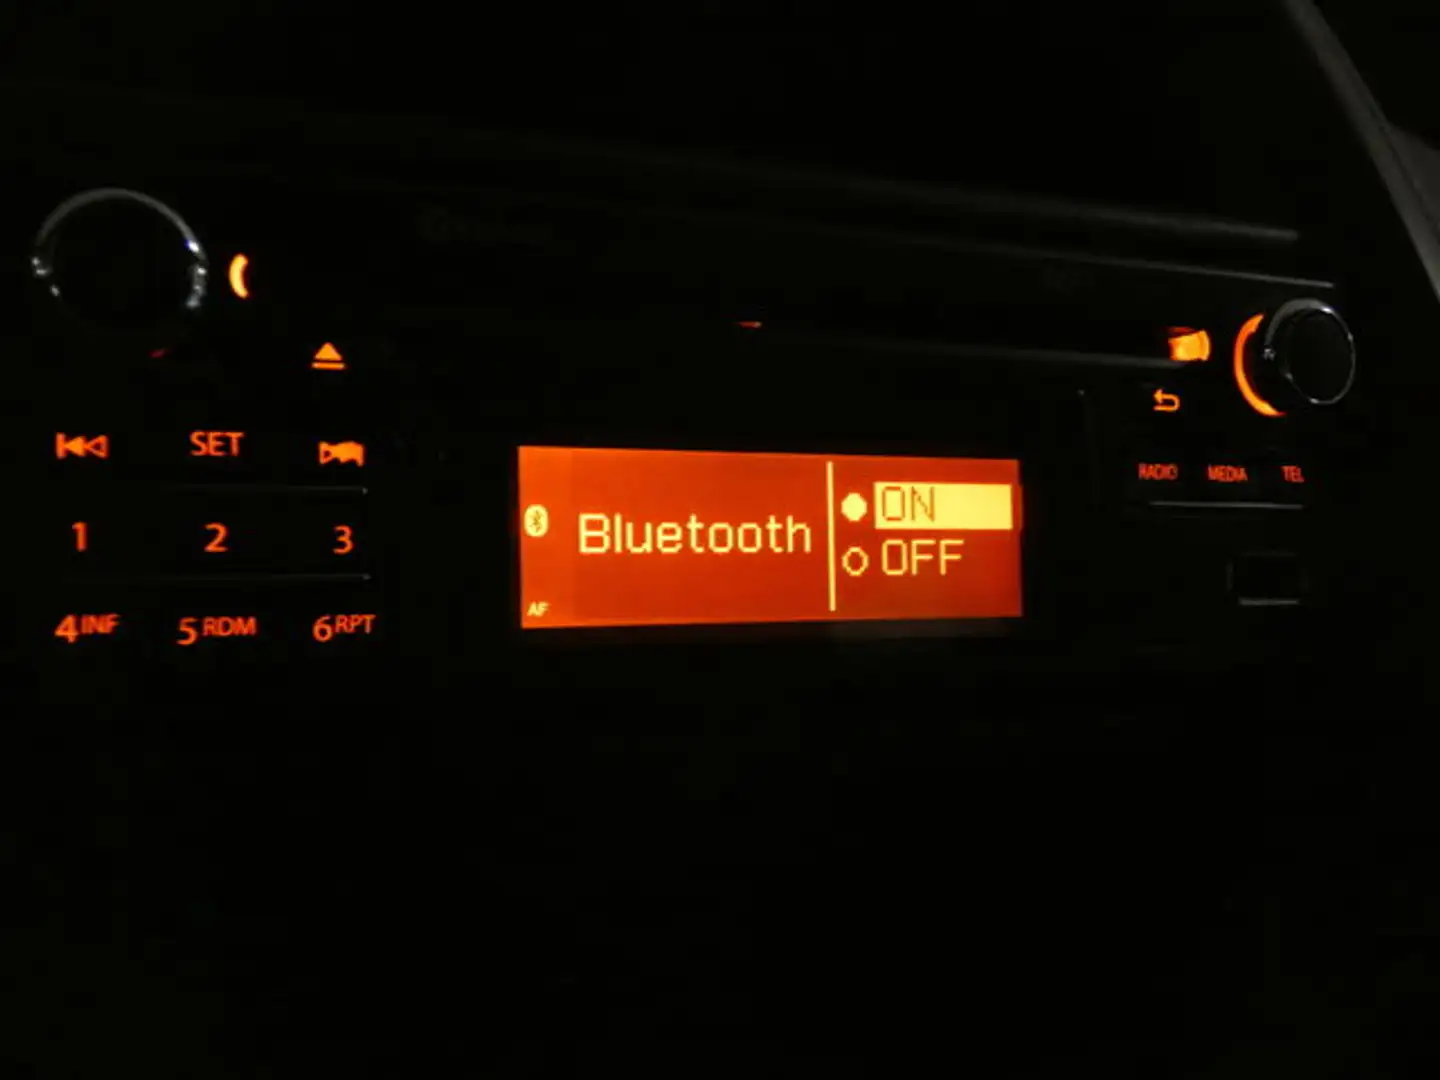 SET
1 2 3
4INF 5RDM 6RPT
Bluetooth
ON
OFF
AF
RADIO MEDIA TEL